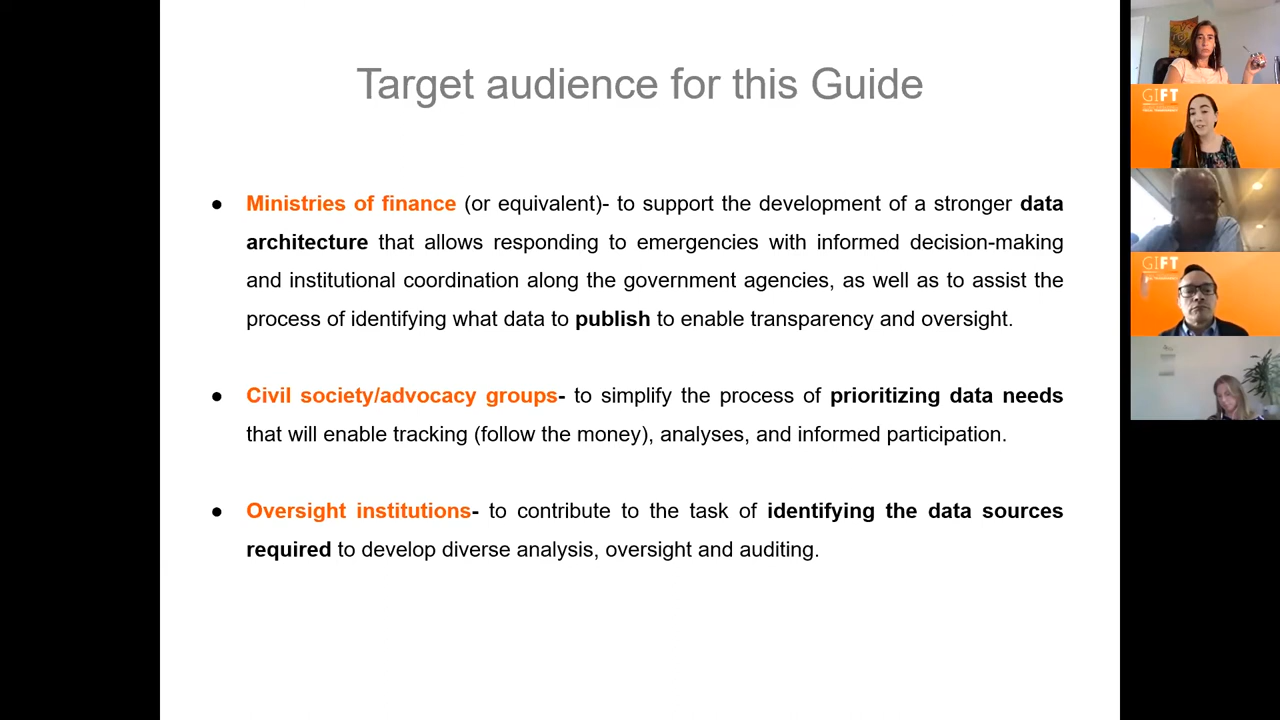 Target audience for this Guide
● Ministries of finance (or equivalent)- to support the development of a stronger data
architecture that allows responding to emergencies with informed decision-making
and institutional coordination along the government agencies, as well as to assist the
process of identifying what data to publish to enable transparency and oversight.
● Civil society/advocacy groups- to simplify the process of prioritizing data needs
that will enable tracking (follow the money), analyses, and informed participation.
● Oversight institutions- to contribute to the task of identifying the data sources
required to develop diverse analysis, oversight and auditing.
GIFT
GIFT